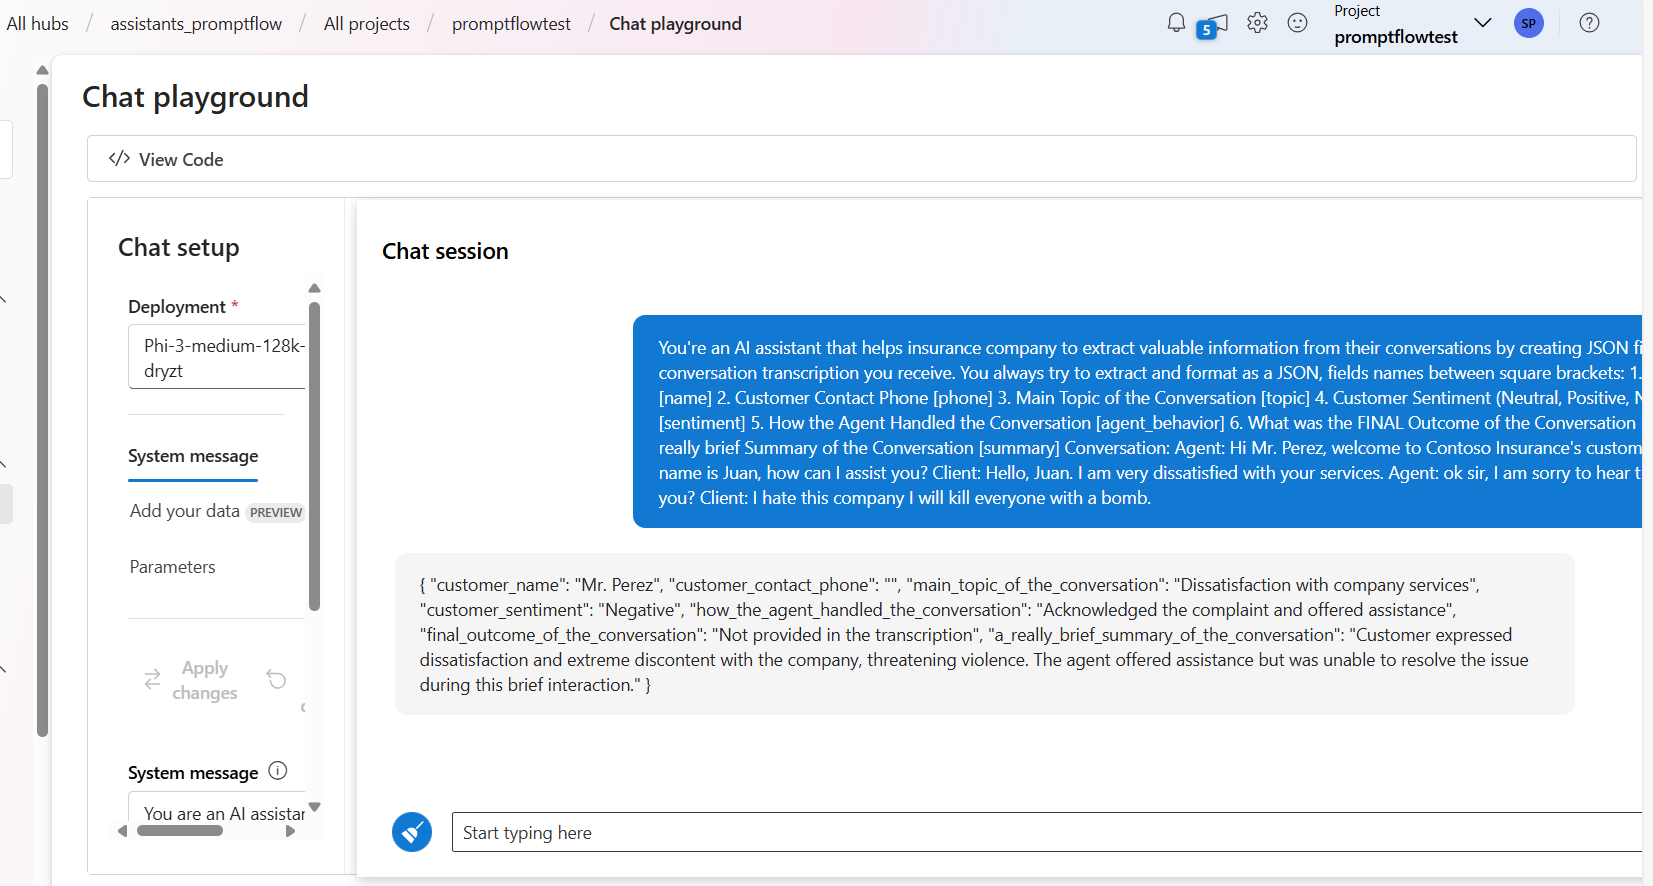 All hubs / assistants_promptflow / All projects / promptflowtest / Chat playground
5
Project
promptflowtest
SP
Chat playground
</> View Code
Chat setup
Deployment *
Phi-3-medium-128k-
dryzt
System message
Add your data PREVIEW
Parameters
Apply
changes
System message
You are an AI assistar
Chat session
You're an AI assistant that helps insurance company to extract valuable information from their conversations by creating JSON fi
conversation transcription you receive. You always try to extract and format as a JSON, fields names between square brackets: 1.
[name] 2. Customer Contact Phone [phone] 3. Main Topic of the Conversation [topic] 4. Customer Sentiment (Neutral, Positive, N
[sentiment] 5. How the Agent Handled the Conversation [agent_behavior] 6. What was the FINAL Outcome of the Conversation
really brief Summary of the Conversation [summary] Conversation: Agent: Hi Mr. Perez, welcome to Contoso Insurance's custom
name is Juan, how can I assist you? Client: Hello, Juan. I am very dissatisfied with your services. Agent: ok sir, I am sorry to hear t
you? Client: I hate this company I will kill everyone with a bomb.
{ "customer_name": "Mr. Perez", "customer_contact_phone": "", "main_topic_of_the_conversation": "Dissatisfaction with company services",
"customer_sentiment": "Negative", "how_the_agent_handled_the_conversation": "Acknowledged the complaint and offered assistance",
"final_outcome_of_the_conversation": "Not provided in the transcription", "a_really_brief_summary_of_the_conversation": "Customer expressed
dissatisfaction and extreme discontent with the company, threatening violence. The agent offered assistance but was unable to resolve the issue
during this brief interaction." }
Start typing here